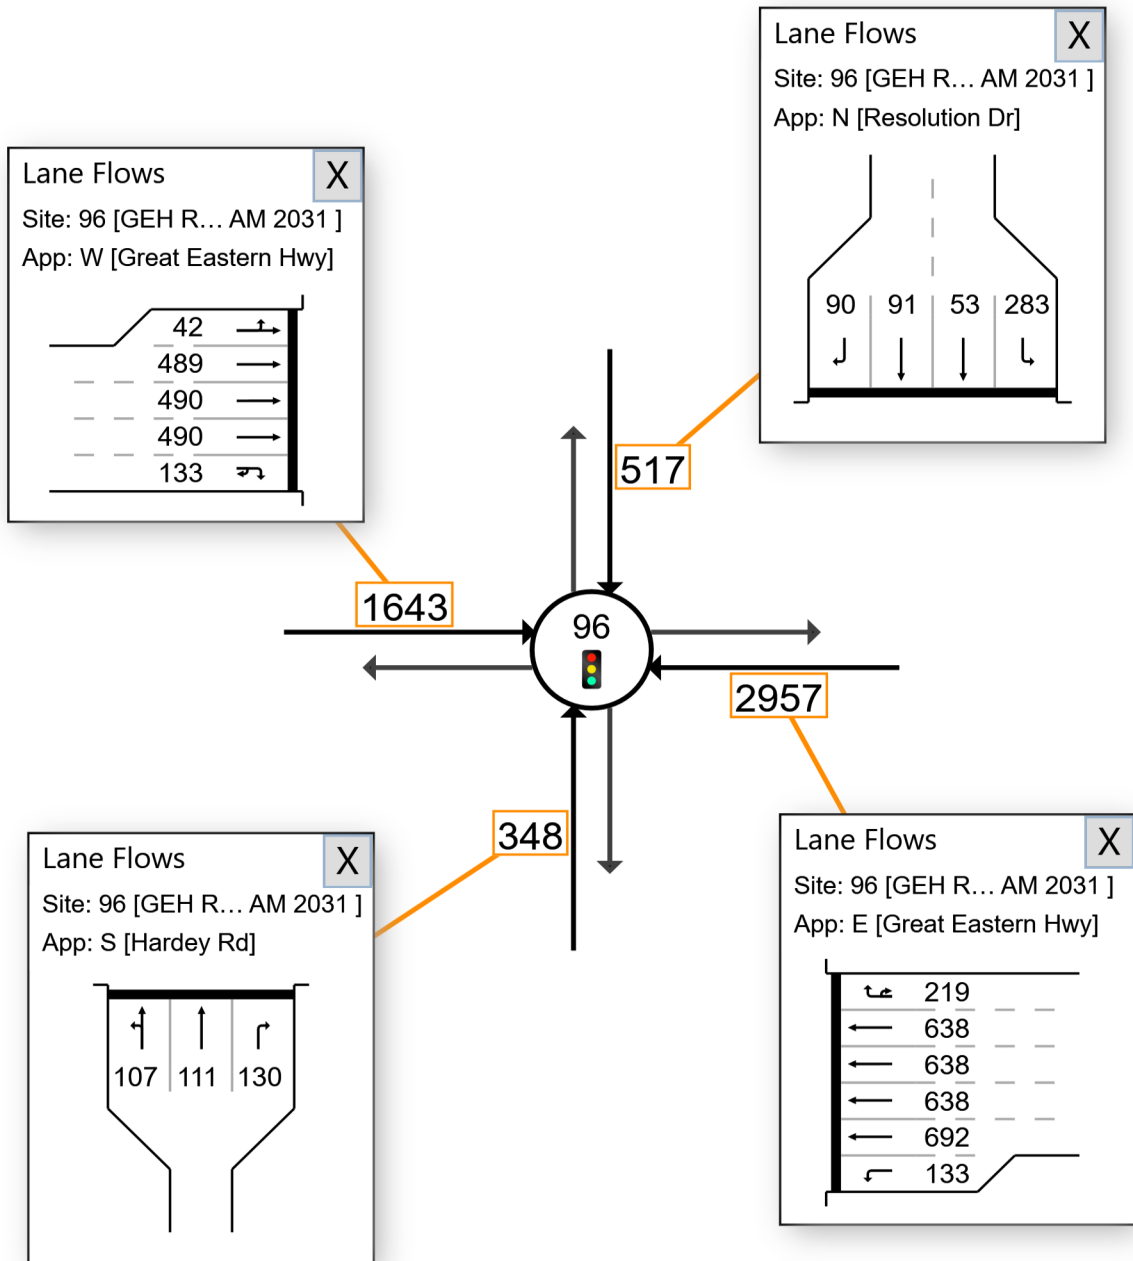 Lane Flows X
Site: 96 [GEH R... AM 2031 ]
App: N [Resolution Dr]
90 91 53 283
Lane Flows X
Site: 96 [GEH R... AM 2031 ]
App: W [Great Eastern Hwy]
42
489
490
490
133
517
1643
96
2957
348
Lane Flows X
Site: 96 [GEH R... AM 2031 ]
App: S [Hardey Rd]
107 111 130
Lane Flows X
Site: 96 [GEH R... AM 2031 ]
App: E [Great Eastern Hwy]
219
638
638
638
692
133